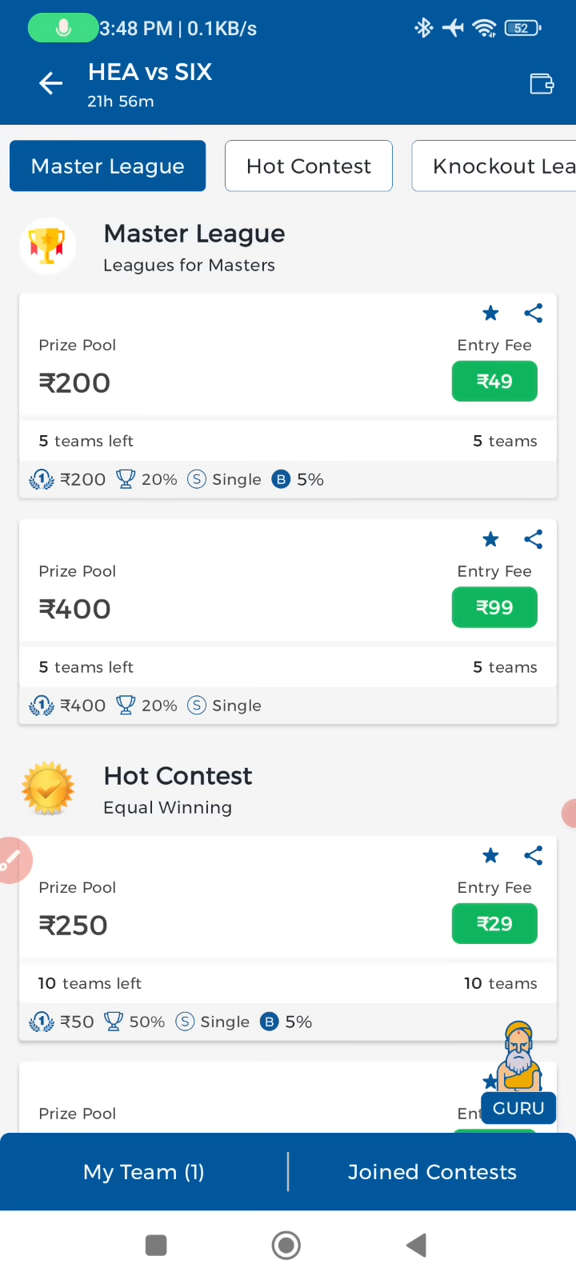 3:48 PM | 0.1KB/s 52
HEA vs SIX
21h 56m
Master League Hot Contest Knockout Lea
Master League
Leagues for Masters
Prize Pool Entry Fee
₹200 ₹49
5 teams left 5 teams
1 ₹200 20% S Single B 5%
Prize Pool Entry Fee
₹400 ₹99
5 teams left 5 teams
1 ₹400 20% S Single
Hot Contest
Equal Winning
Prize Pool Entry Fee
₹250 ₹29
10 teams left 10 teams
1 ₹50 50% S Single B 5%
GURU
Prize Pool Ent
My Team (1) Joined Contests